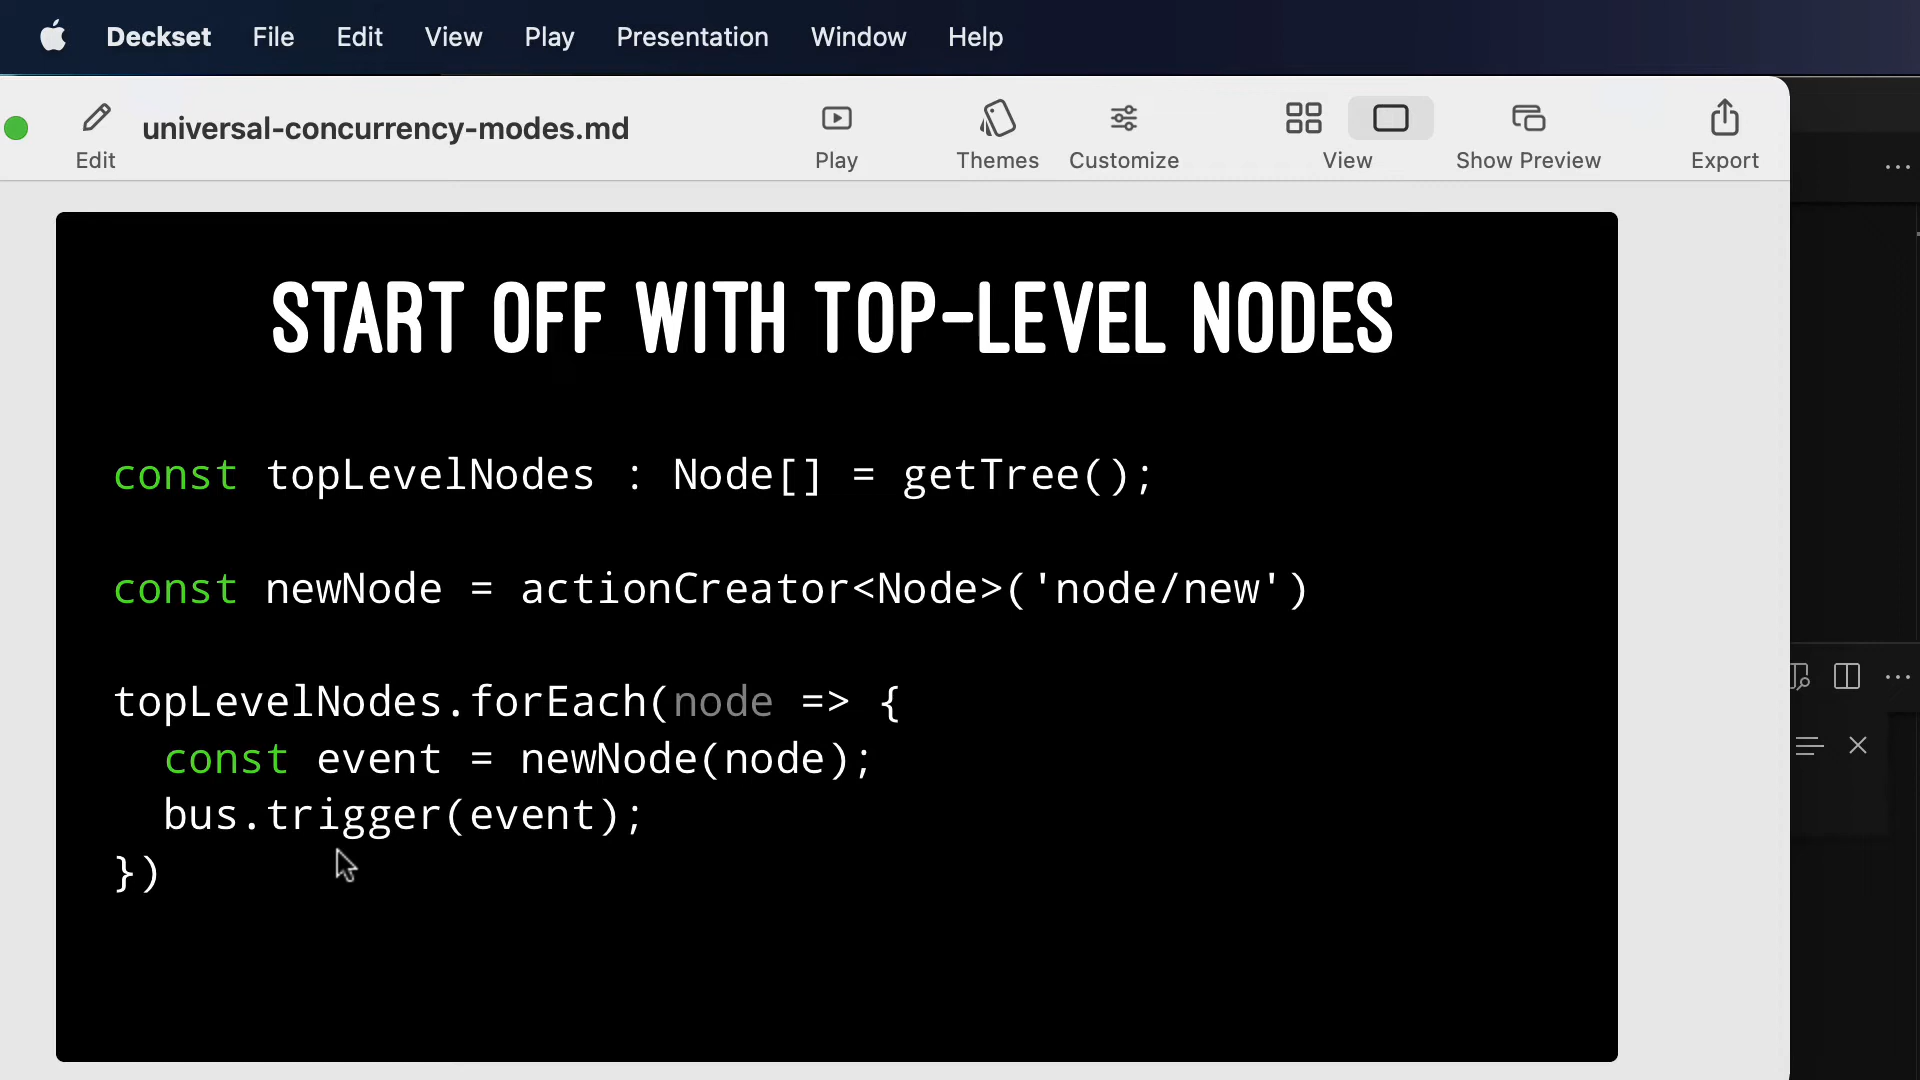 Deckset File Edit View Play Presentation Window Help
universal-concurrency-modes.md
Edit Play Themes Customize View Show Preview Export
START OFF WITH TOP-LEVEL NODES
const topLevelNodes : Node[] = getTree();
const newNode = actionCreator<Node>('node/new')
topLevelNodes.forEach(node => {
  const event = newNode(node);
  bus.trigger(event);
})